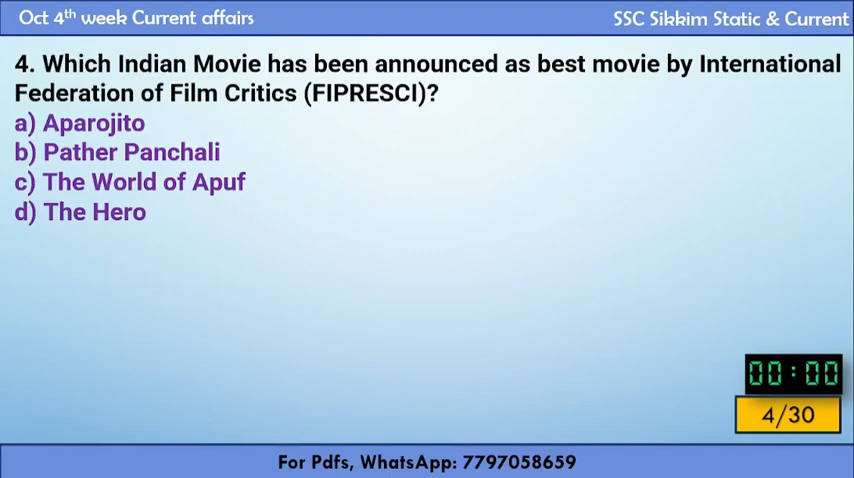 Oct 4th week Current affairs
SSC Sikkim Static & Current
4. Which Indian Movie has been announced as best movie by International
Federation of Film Critics (FIPRESCI)?
a) Aparojito
b) Pather Panchali
c) The World of Apuf
d) The Hero
00:00
4/30
For Pdfs, WhatsApp: 7797058659